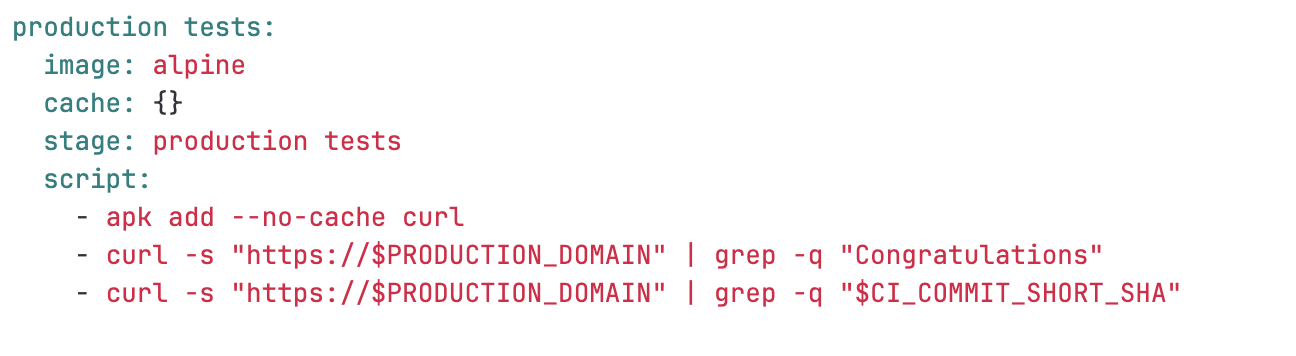 production tests:
  image: alpine
  cache: {}
  stage: production tests
  script:
    - apk add --no-cache curl
    - curl -s "https://$PRODUCTION_DOMAIN" | grep -q "Congratulations"
    - curl -s "https://$PRODUCTION_DOMAIN" | grep -q "$CI_COMMIT_SHORT_SHA"